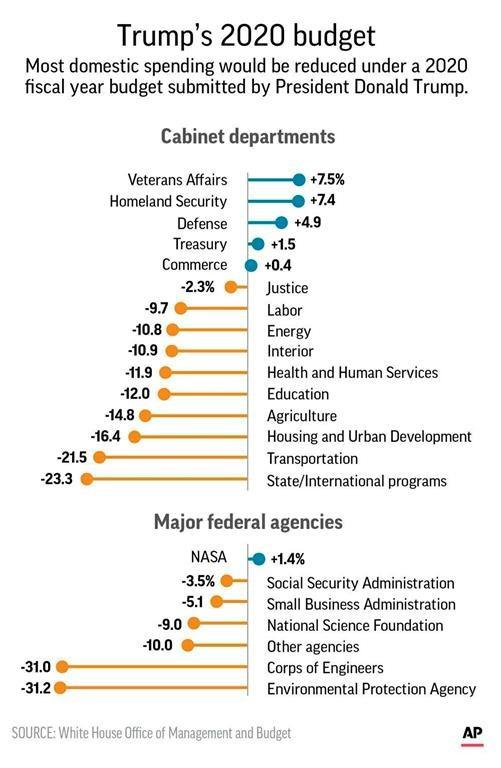 Trump's 2020 budget
Most domestic spending would be reduced under a 2020
fiscal year budget submitted by President Donald Trump.
Cabinet departments
Veterans Affairs +7.5%
Homeland Security +7.4
Defense +4.9
Treasury +1.5
Commerce +0.4
-2.3% Justice
-9.7 Labor
-10.8 Energy
-10.9 Interior
-11.9 Health and Human Services
-12.0 Education
-14.8 Agriculture
-16.4 Housing and Urban Development
-21.5 Transportation
-23.3 State/International programs
Major federal agencies
NASA +1.4%
-3.5% Social Security Administration
-5.1 Small Business Administration
-9.0 National Science Foundation
-10.0 Other agencies
-31.0 Corps of Engineers
-31.2 Environmental Protection Agency
SOURCE: White House Office of Management and Budget AP